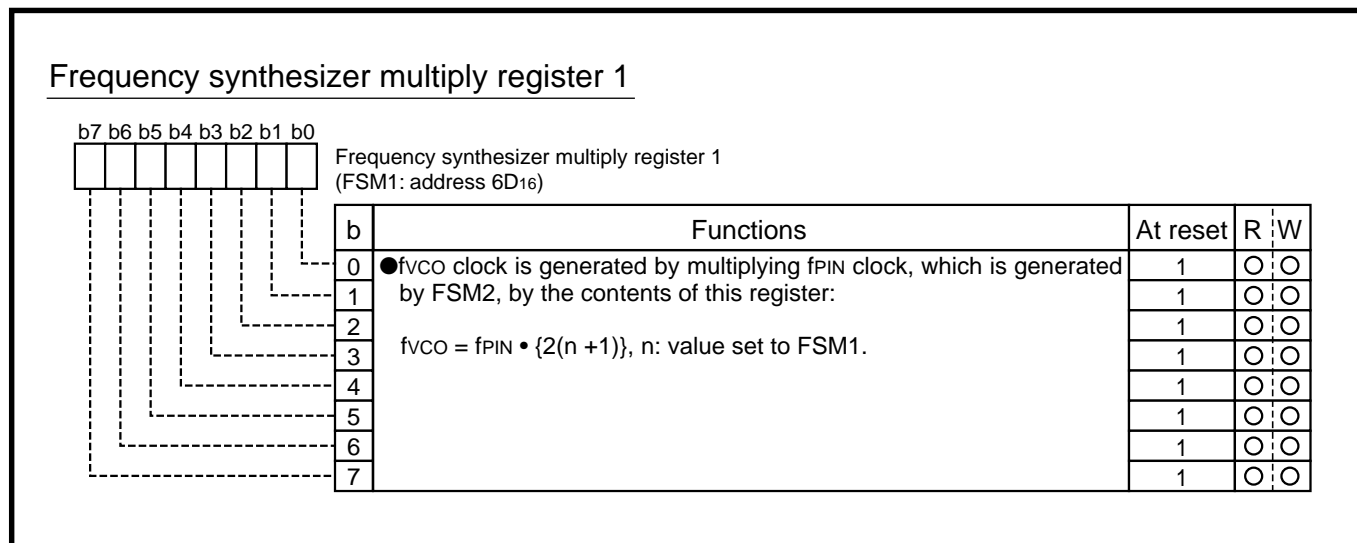 Frequency synthesizer multiply register 1
b7 b6 b5 b4 b3 b2 b1 b0
Frequency synthesizer multiply register 1
(FSM1: address 6D16)
b Functions At reset R W
0 ●fVCO clock is generated by multiplying fPIN clock, which is generated 1 O O
1 by FSM2, by the contents of this register: 1 O O
2 1 O O
3 fVCO = fPIN • {2(n +1)}, n: value set to FSM1. 1 O O
4 1 O O
5 1 O O
6 1 O O
7 1 O O